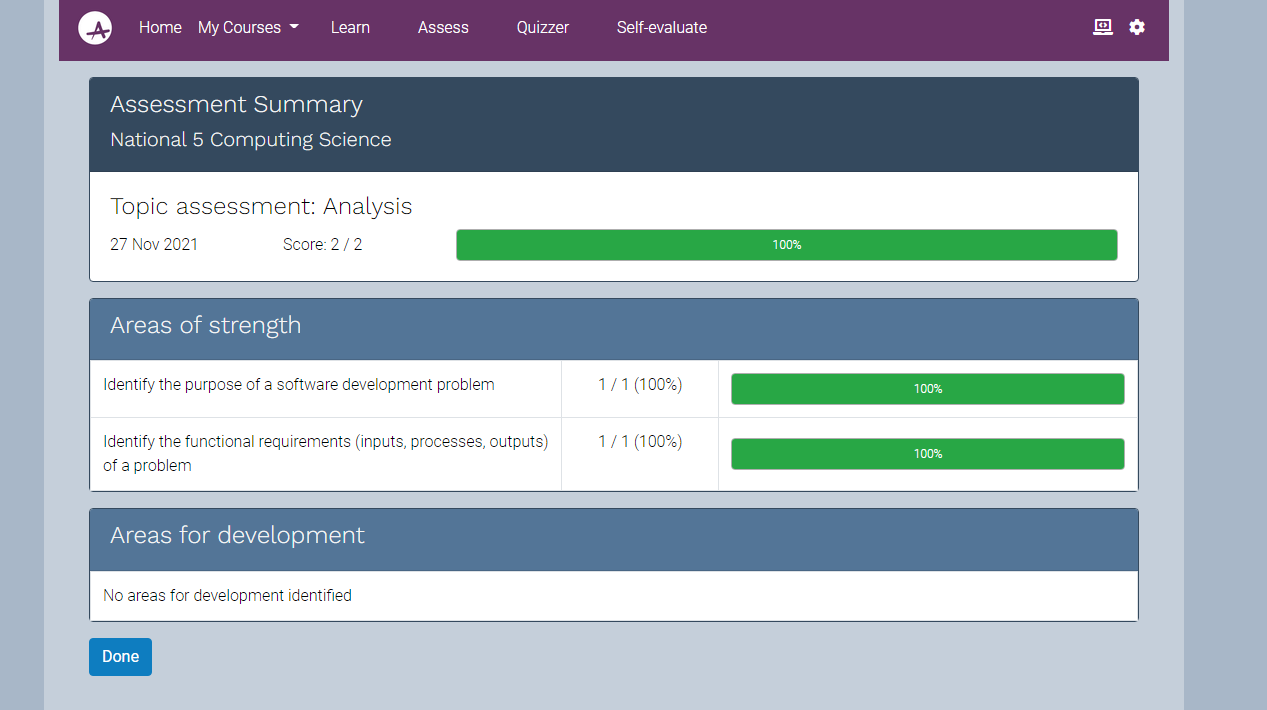 Home My Courses Learn Assess Quizzer Self-evaluate
Assessment Summary
National 5 Computing Science
Topic assessment: Analysis
27 Nov 2021 Score: 2 / 2 100%
Areas of strength
Identify the purpose of a software development problem 1 / 1 (100%) 100%
Identify the functional requirements (inputs, processes, outputs) 1 / 1 (100%) 100%
of a problem
Areas for development
No areas for development identified
Done